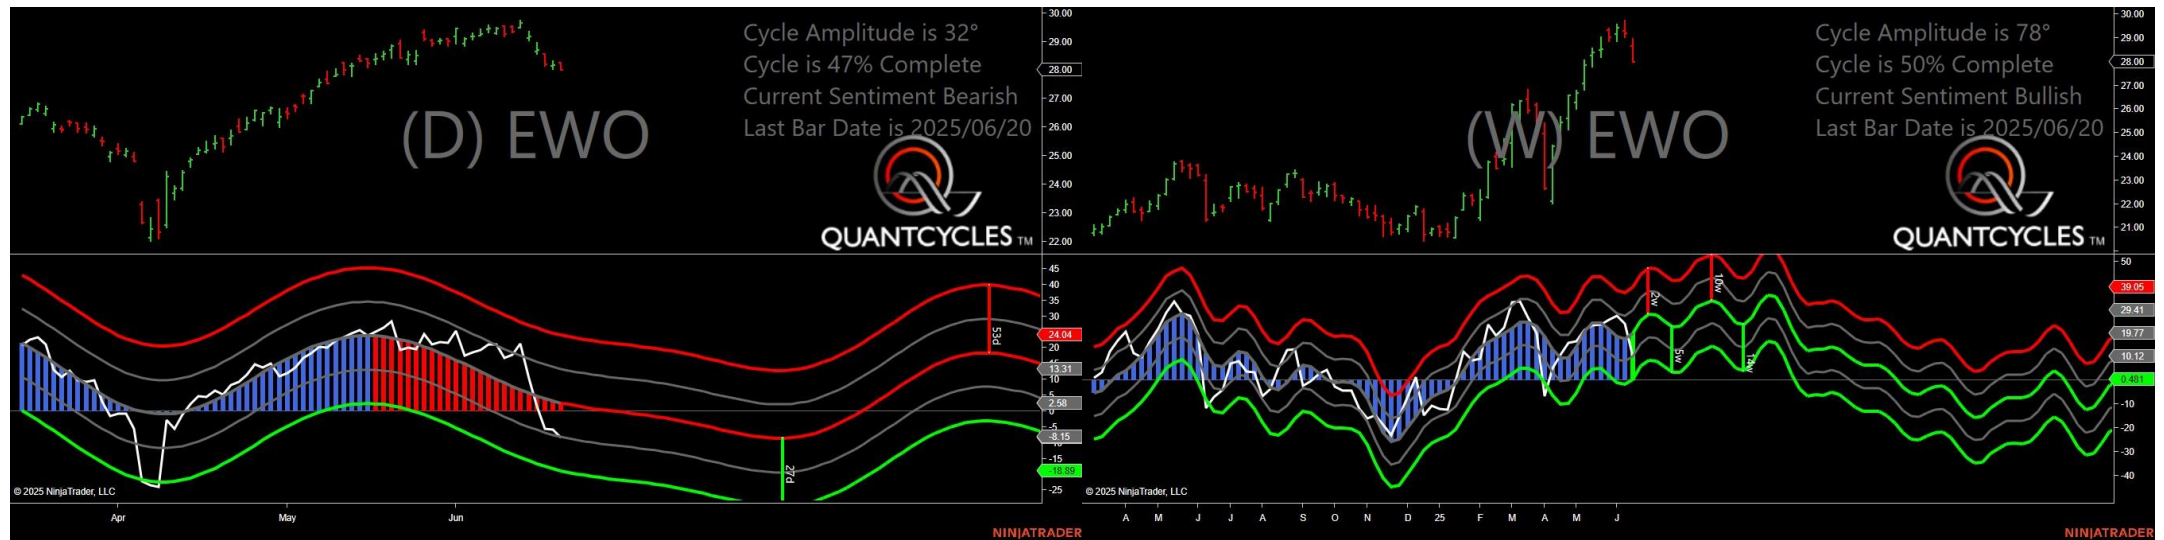 Cycle Amplitude is 32°
Cycle is 47% Complete
Current Sentiment Bearish
Last Bar Date is 2025/06/20
(D) EWO
QUANTCYCLES TM
30.00
29.00
28.00
27.00
26.00
25.00
24.00
23.00
22.00
45
40
35
30
24.04
20
13.31
10
5
2.58
0
-5
-8.15
-15
-18.89
-25
53d
27d
© 2025 NinjaTrader, LLC
Apr May Jun
NINJATRADER
Cycle Amplitude is 78°
Cycle is 50% Complete
Current Sentiment Bullish
Last Bar Date is 2025/06/20
(W) EWO
QUANTCYCLES TM
30.00
29.00
28.00
27.00
26.00
25.00
24.00
23.00
22.00
21.00
50
39.05
29.41
19.77
10.12
0.481
-10
-20
-30
-40
2w
10w
5w
14w
© 2025 NinjaTrader, LLC
A M J J A S O N D 25 F M A M J
NINJATRADER